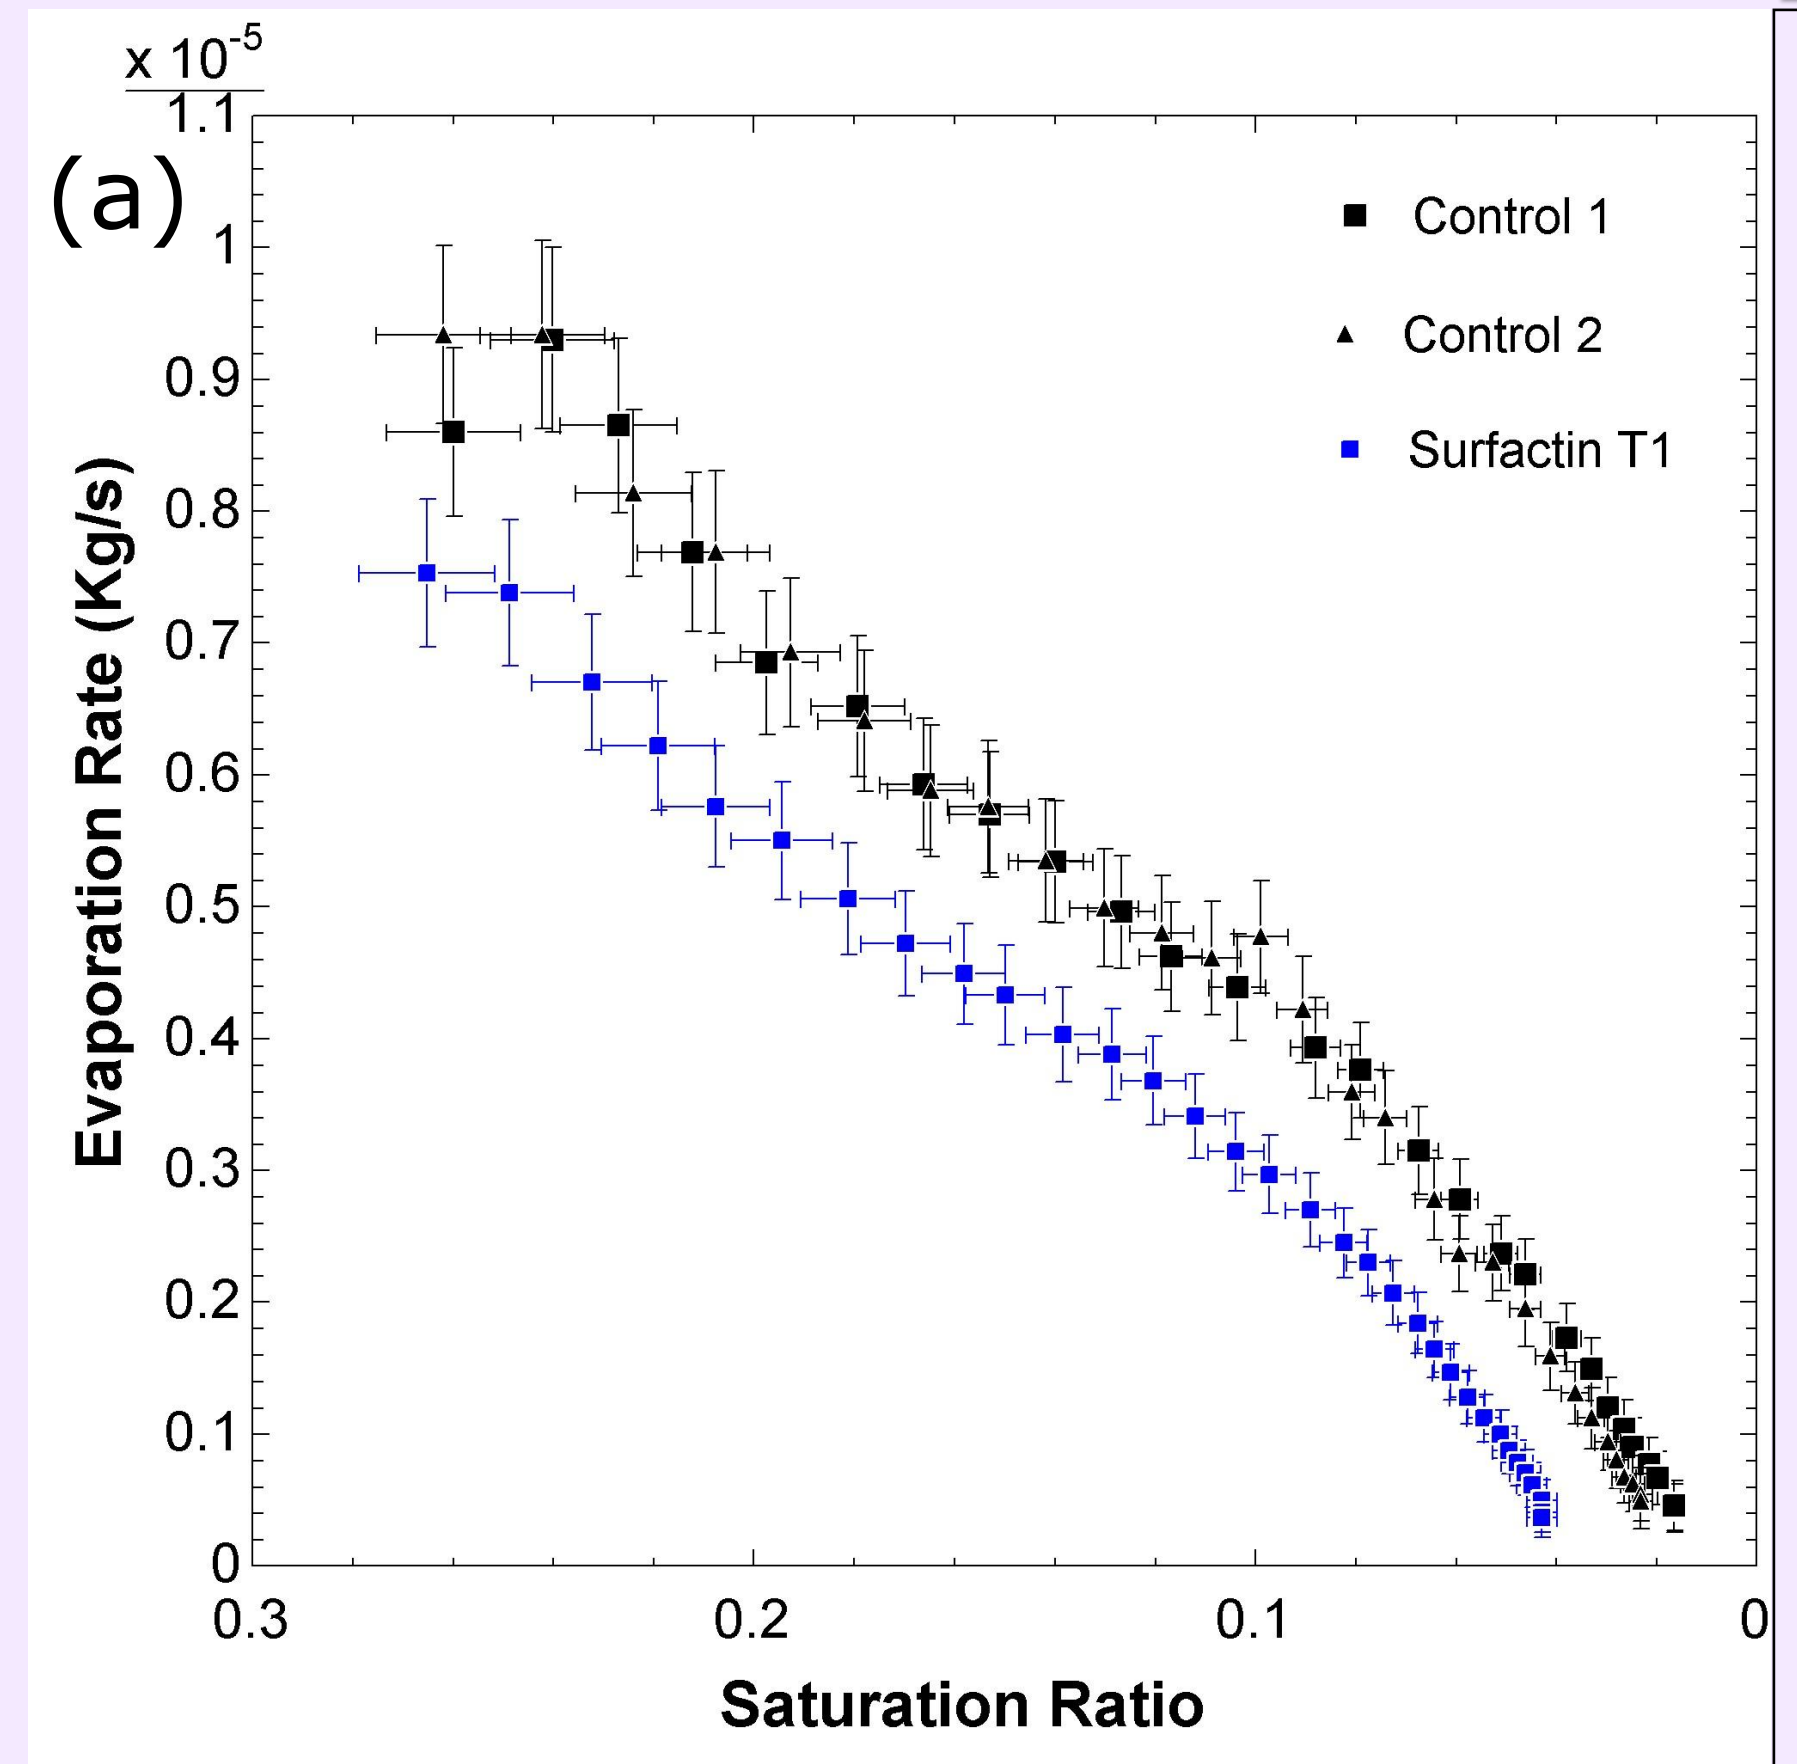 x 10-5
1.1
(a)
1
0.9
0.8
0.7
0.6
0.5
0.4
0.3
0.2
0.1
0
Evaporation Rate (Kg/s)
Control 1
Control 2
Surfactin T1
0.3 0.2 0.1 0
Saturation Ratio